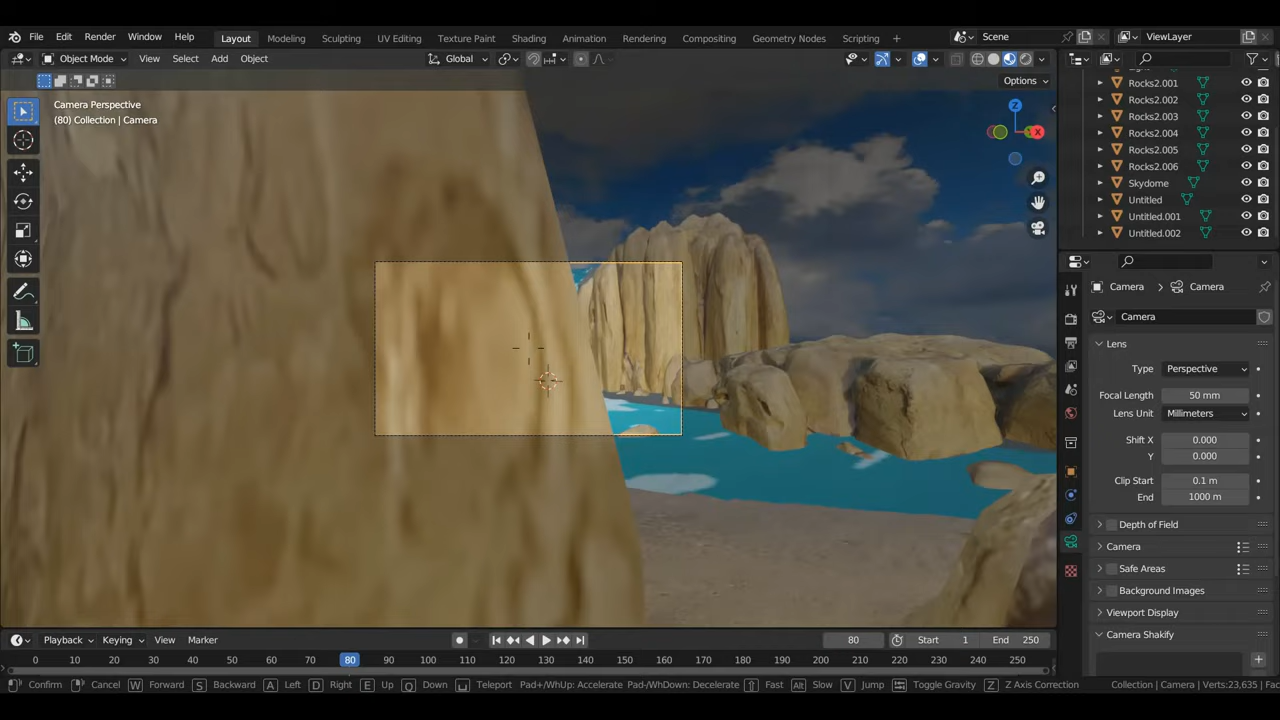 File Edit Render Window Help Layout Modeling Sculpting UV Editing Texture Paint Shading Animation Rendering Compositing Geometry Nodes Scripting + Scene ViewLayer
Object Mode View Select Add Object Global
Options
Camera Perspective
(80) Collection | Camera
Z
X
Rocks2.001
Rocks2.002
Rocks2.003
Rocks2.004
Rocks2.005
Rocks2.006
Skydome
Untitled
Untitled.001
Untitled.002
Camera > Camera
Camera
Lens
Type Perspective
Focal Length 50 mm
Lens Unit Millimeters
Shift X 0.000
Y 0.000
Clip Start 0.1 m
End 1000 m
Depth of Field
Camera
Safe Areas
Background Images
Viewport Display
Camera Shakify
Playback Keying View Marker 80 Start 1 End 250
0 10 20 30 40 50 60 70 80 90 100 110 120 130 140 150 160 170 180 190 200 210 220 230 240 250
Confirm Cancel W Forward S Backward A Left D Right E Up Q Down Teleport Pad+/WhUp: Accelerate Pad-/WhDown: Decelerate Fast Alt Slow V Jump Toggle Gravity Z Z Axis Correction Collection | Camera | Verts:23,635 | Fac